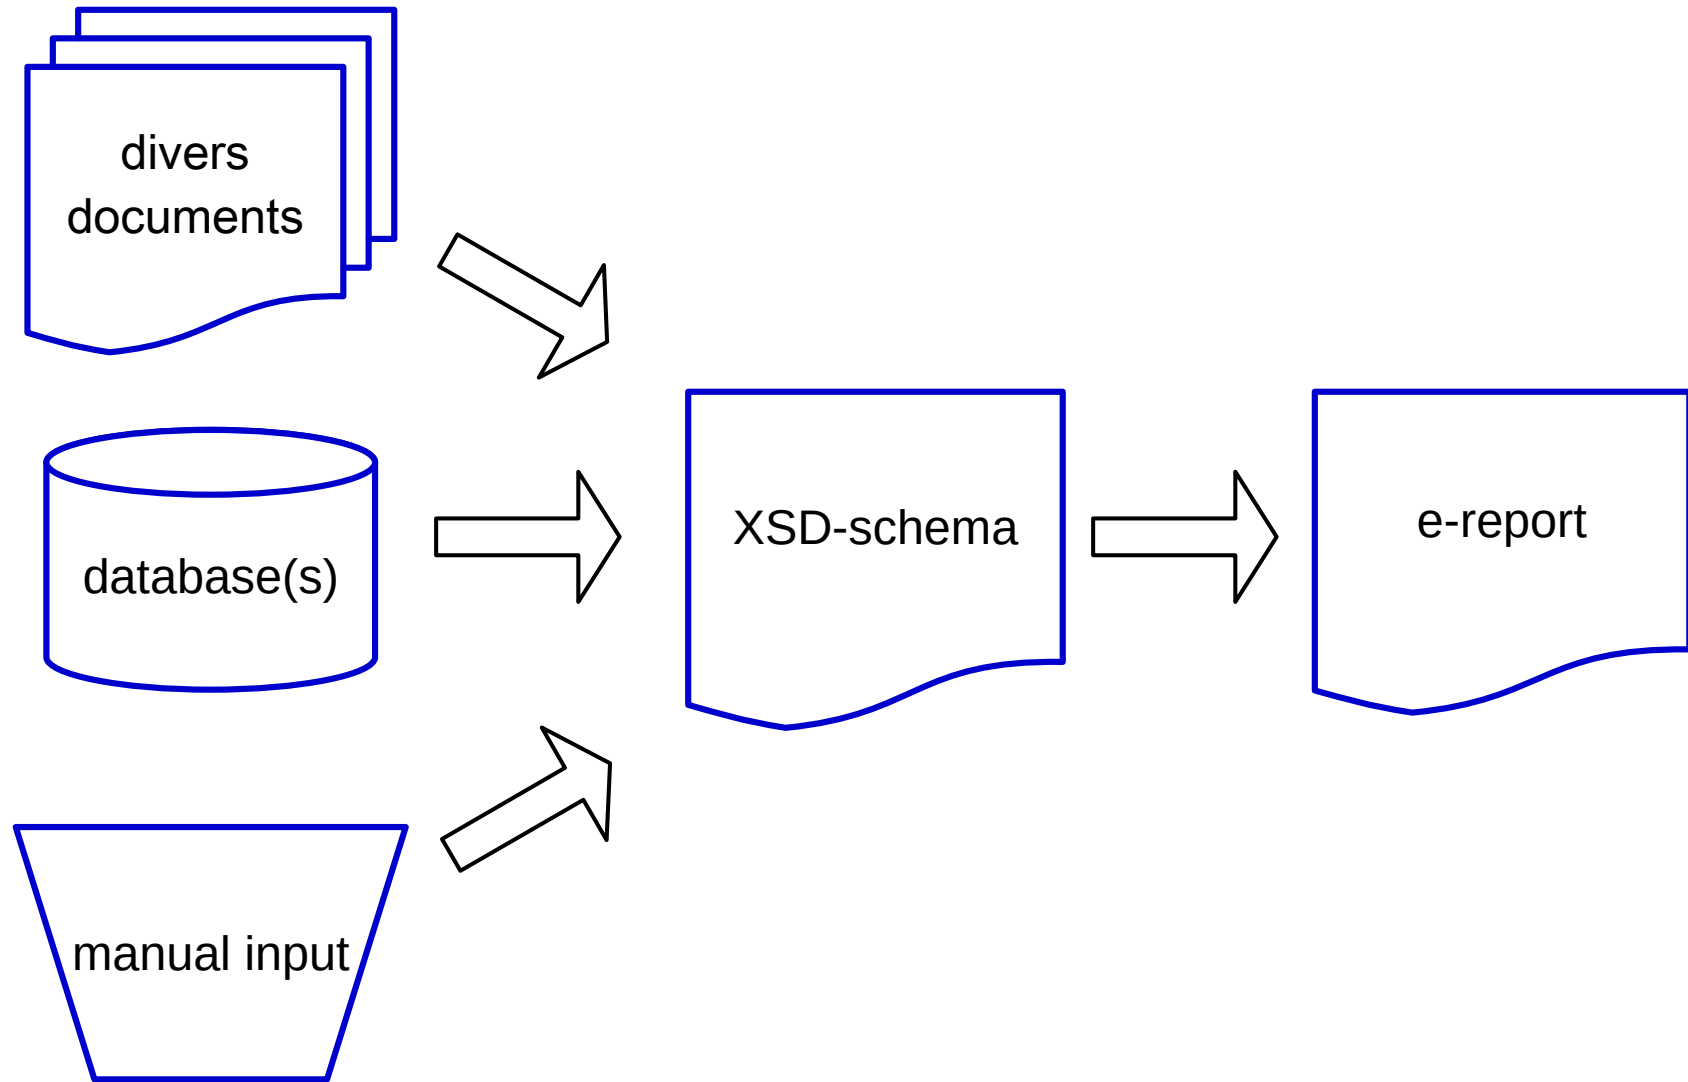 divers
documents
database(s)
manual input
XSD-schema
e-report